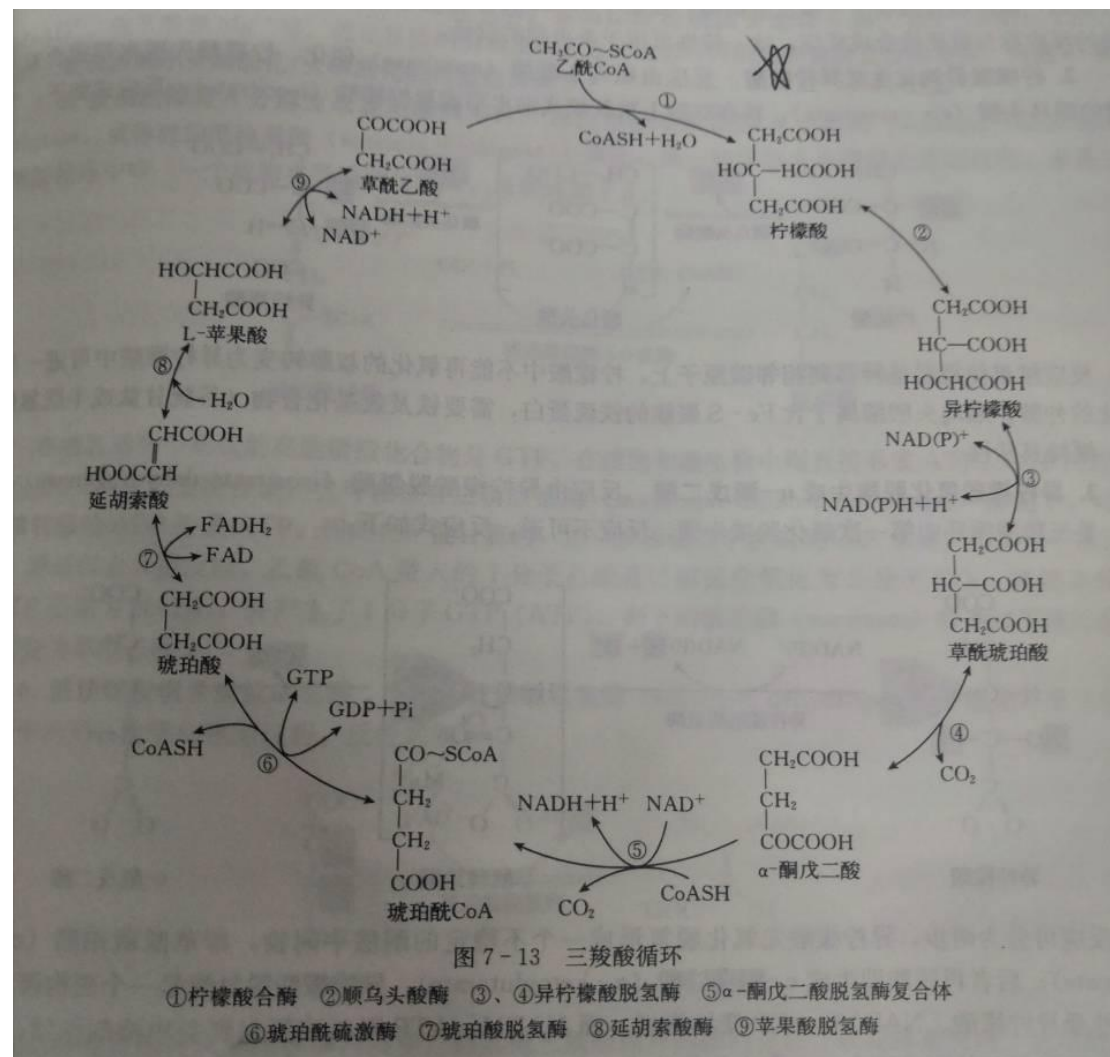 CH₃CO～SCoA
乙酰CoA
①
CoASH+H₂O
COCOOH
CH₂COOH
草酰乙酸
⑨
NADH+H⁺
NAD⁺
CH₂COOH
HOC—HCOOH
CH₂COOH
柠檬酸
②
HOCHCOOH
CH₂COOH
L-苹果酸
⑧
H₂O
CH₂COOH
HC—COOH
HOCHCOOH
异柠檬酸
NAD(P)⁺
③
NAD(P)H+H⁺
CHCOOH
HOOCCH
延胡索酸
FADH₂
⑦
FAD
CH₂COOH
HC—COOH
CH₂COOH
草酰琥珀酸
CH₂COOH
CH₂COOH
琥珀酸
GTP
GDP+Pi
CoASH
⑥
④
CO₂
CH₂COOH
CH₂
COCOOH
α-酮戊二酸
CO～SCoA
CH₂
CH₂
COOH
琥珀酰CoA
NADH+H⁺ NAD⁺
⑤
CO₂
CoASH
图 7-13 三羧酸循环
①柠檬酸合酶 ②顺乌头酸酶 ③、④异柠檬酸脱氢酶 ⑤α-酮戊二酸脱氢酶复合体
⑥琥珀酰硫激酶 ⑦琥珀酸脱氢酶 ⑧延胡索酸酶 ⑨苹果酸脱氢酶